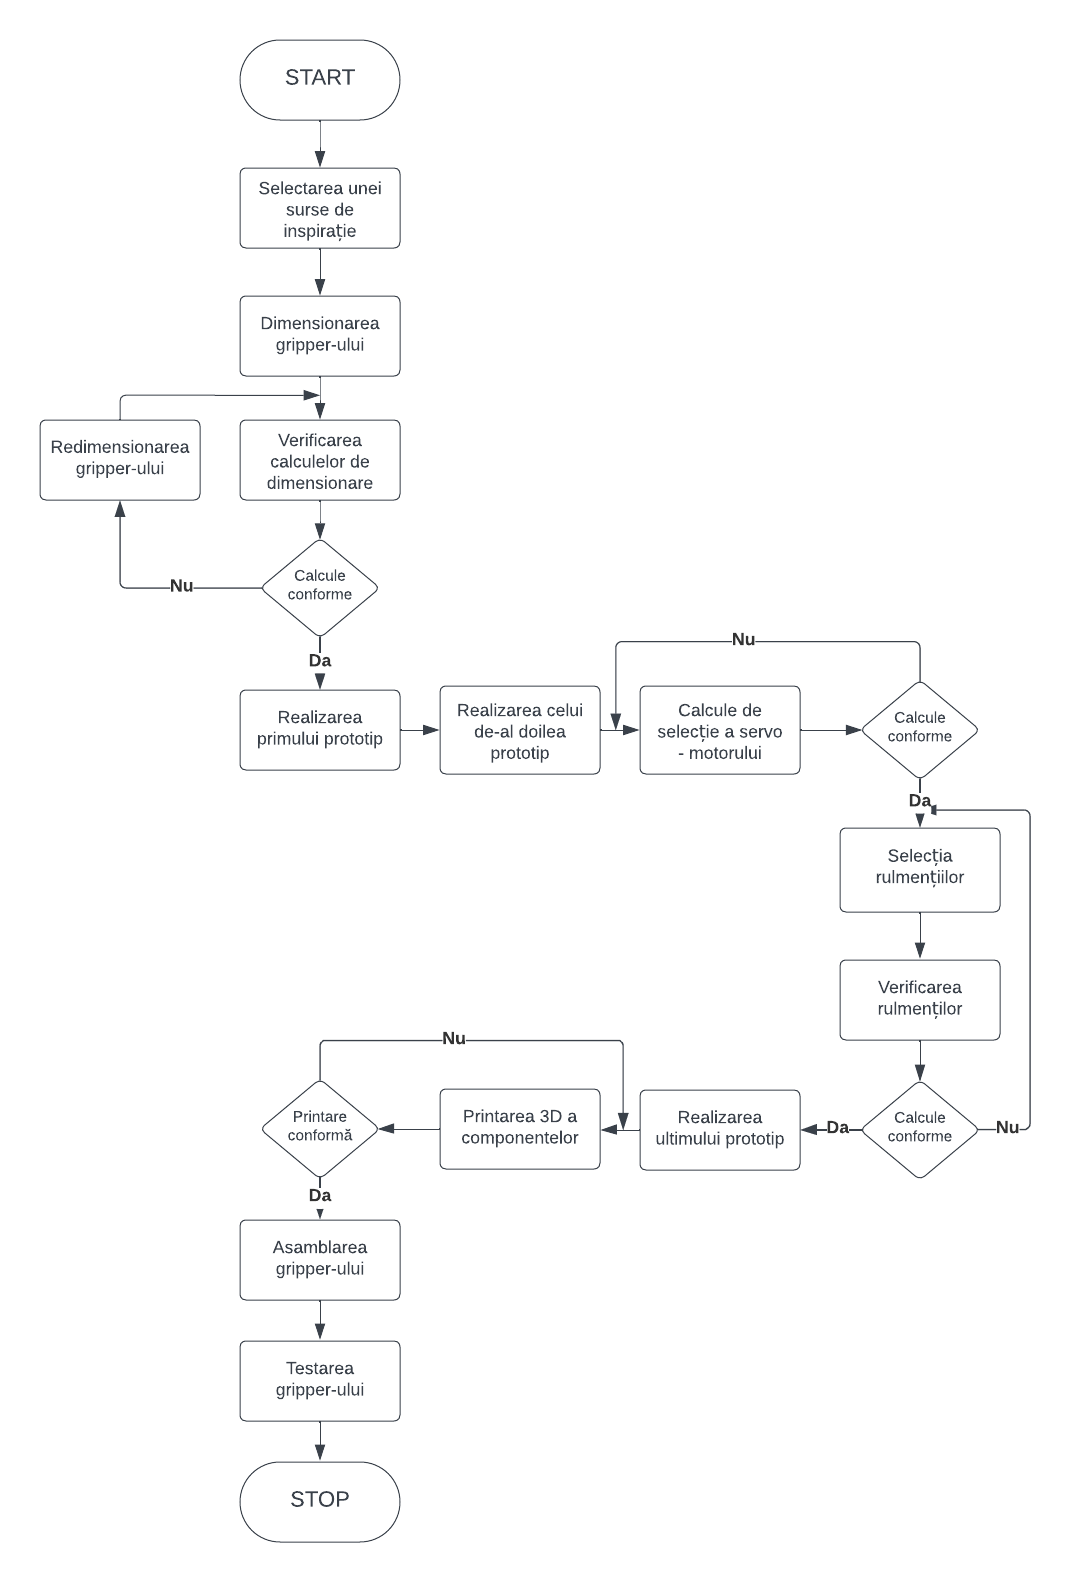 START
Selectarea unei
surse de
inspirație
Dimensionarea
gripper-ului
Redimensionarea
gripper-ului
Verificarea
calculelor de
dimensionare
Calcule
conforme
Nu
Da
Realizarea
primului prototip
Realizarea celui
de-al doilea
prototip
Calcule de
selecție a servo
- motorului
Nu
Calcule
conforme
Da
Selecția
rulmențiilor
Verificarea
rulmenților
Calcule
conforme
Nu
Da
Realizarea
ultimului prototip
Printarea 3D a
componentelor
Nu
Printare
conformă
Da
Asamblarea
gripper-ului
Testarea
gripper-ului
STOP